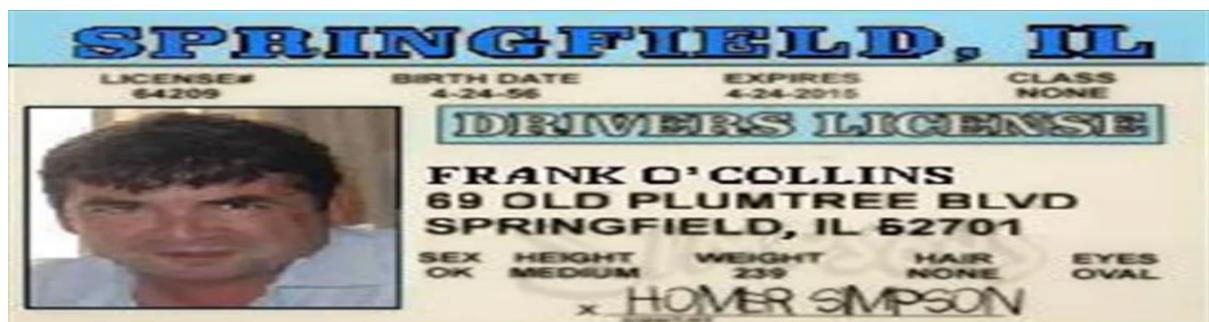 SPRINGFIELD, IL
LICENSE# BIRTH DATE EXPIRES CLASS
64209 4-24-56 4-24-2015 NONE
DRIVERS LICENSE
FRANK O'COLLINS
69 OLD PLUMTREE BLVD
SPRINGFIELD, IL 62701
SEX HEIGHT WEIGHT HAIR EYES
OK MEDIUM 239 NONE OVAL
x HOMER SIMPSON